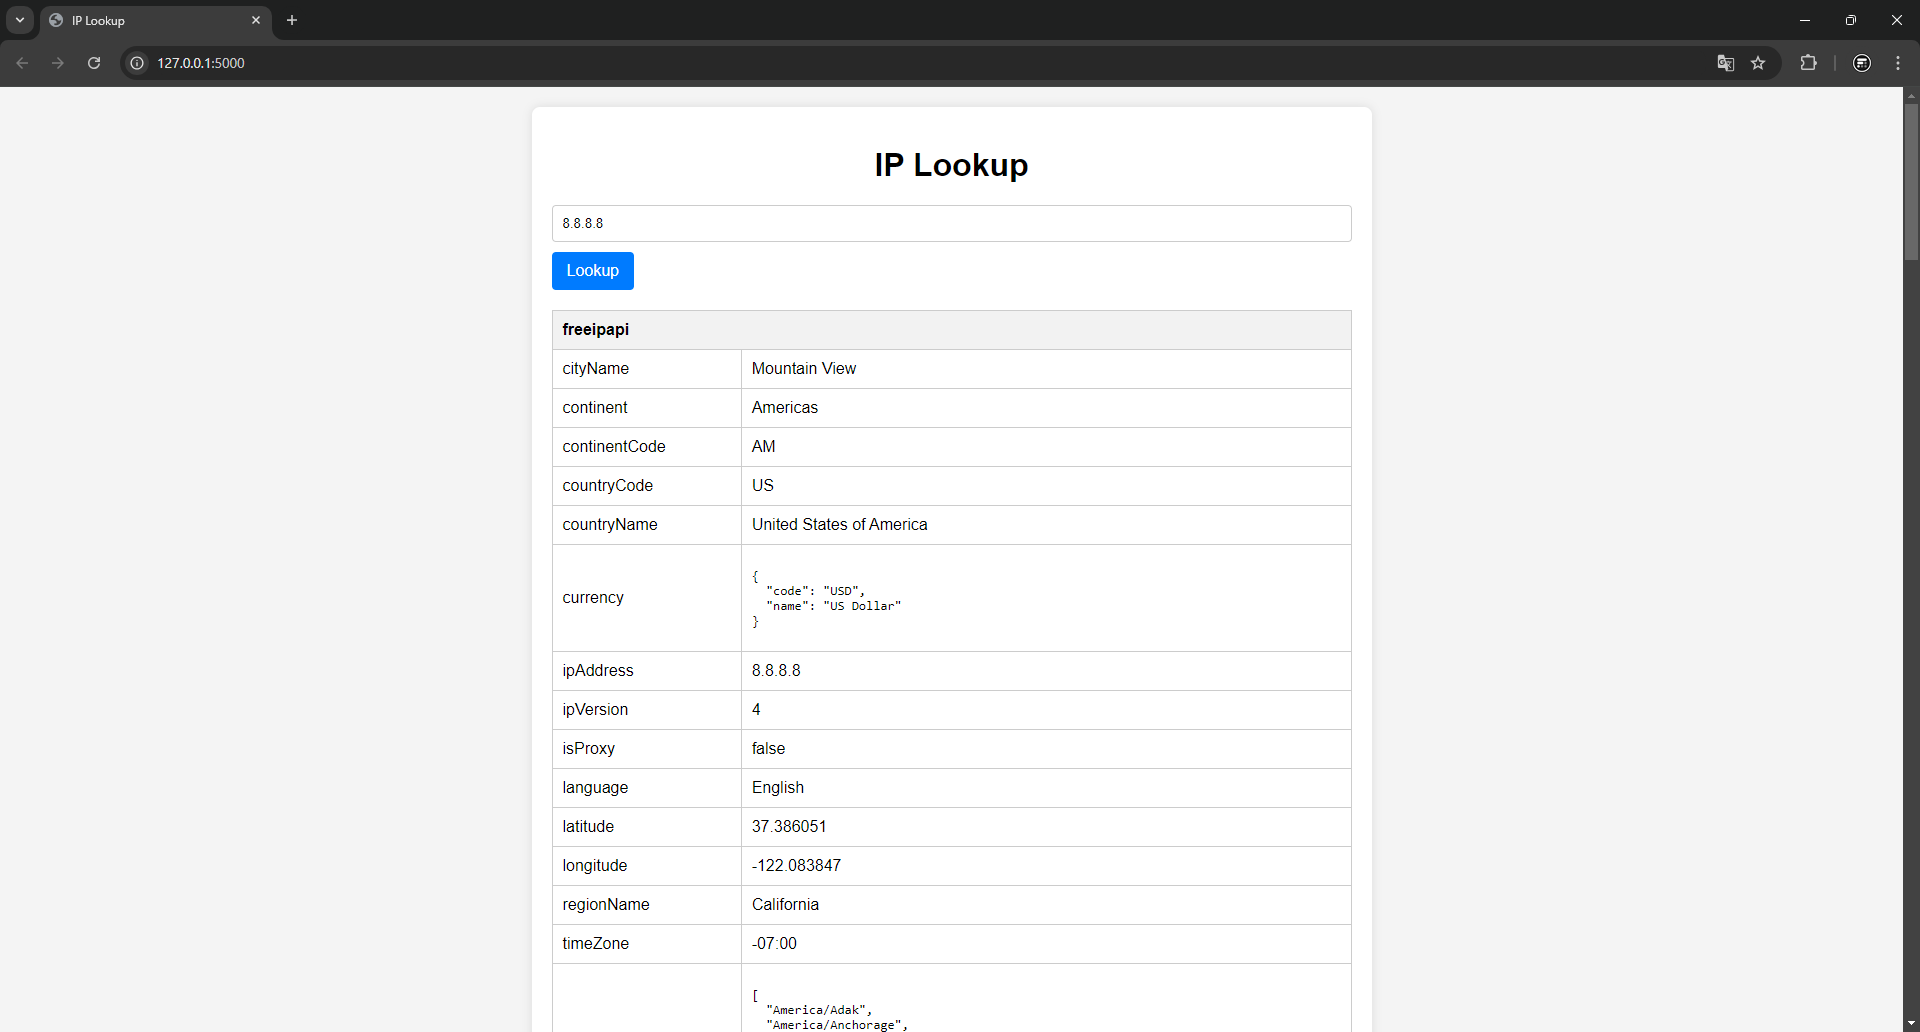 IP Lookup
127.0.0.1:5000
IP Lookup
8.8.8.8
Lookup
freeipapi
cityName Mountain View
continent Americas
continentCode AM
countryCode US
countryName United States of America
{
"code": "USD",
currency
"name": "US Dollar"
}
ipAddress 8.8.8.8
ipVersion 4
isProxy false
language English
latitude 37.386051
longitude -122.083847
regionName California
timeZone -07:00
[
"America/Adak",
"America/Anchorage",